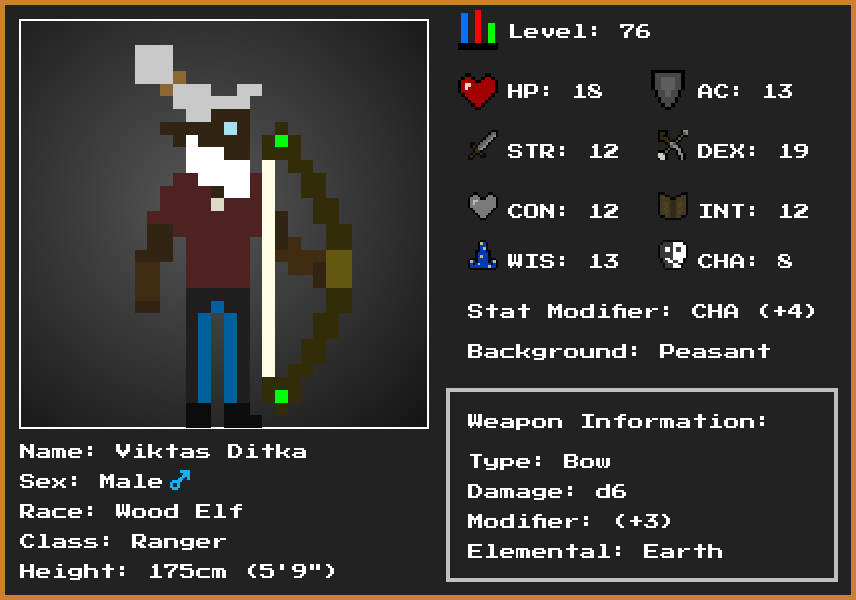 Level: 76
HP: 18
AC: 13
STR: 12
DEX: 19
CON: 12
INT: 12
WIS: 13
CHA: 8
Stat Modifier: CHA (+4)
Background: Peasant
Weapon Information:
Type: Bow
Damage: d6
Modifier: (+3)
Elemental: Earth
Name: Viktas Ditka
Sex: Male♂
Race: Wood Elf
Class: Ranger
Height: 175cm (5'9")